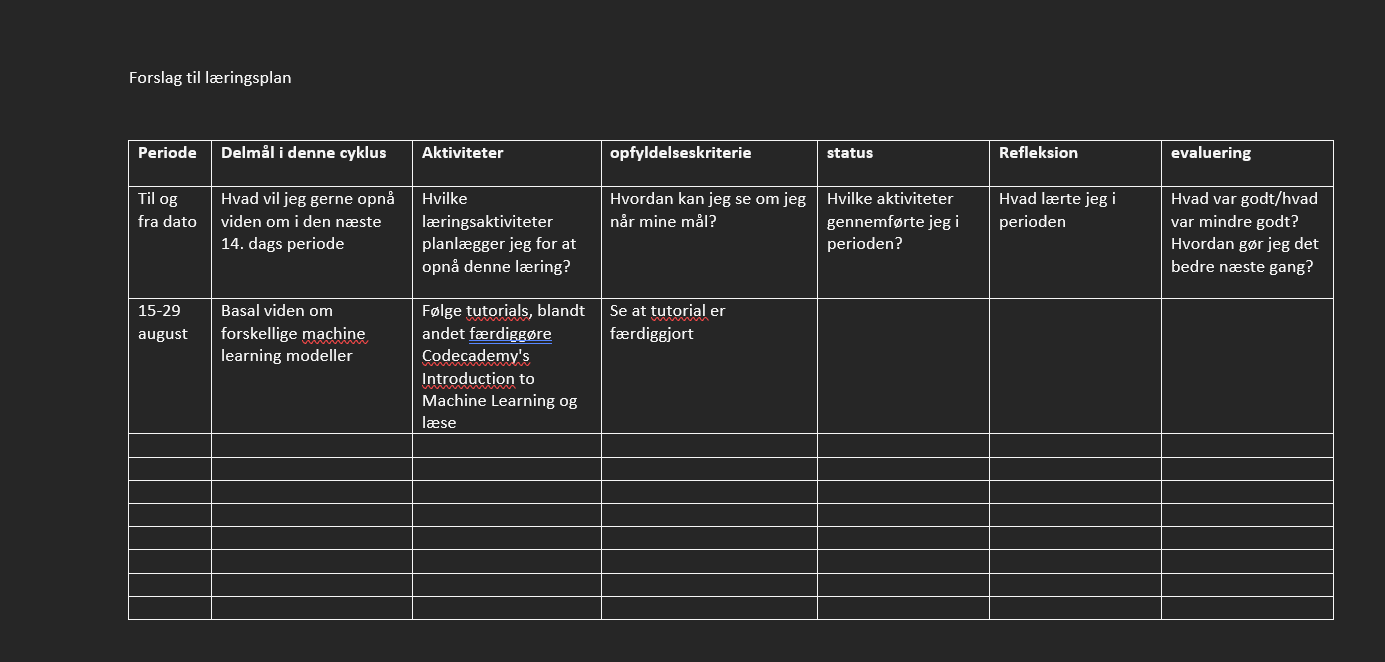 Forslag til læringsplan
Periode
Delmål i denne cyklus
Aktiviteter
opfyldelseskriterie
status
Refleksion
evaluering
Til og
fra dato
Hvad vil jeg gerne opnå
viden om i den næste
14. dags periode
Hvilke
læringsaktiviteter
planlægger jeg for at
opnå denne læring?
Hvordan kan jeg se om jeg
når mine mål?
Hvilke aktiviteter
gennemførte jeg i
perioden?
Hvad lærte jeg i
perioden
Hvad var godt/hvad
var mindre godt?
Hvordan gør jeg det
bedre næste gang?
15-29
august
Basal viden om
forskellige machine
learning modeller
Følge tutorials, blandt
andet færdiggøre
Codecademy's
Introduction to
Machine Learning og
læse
Se at tutorial er
færdiggjort